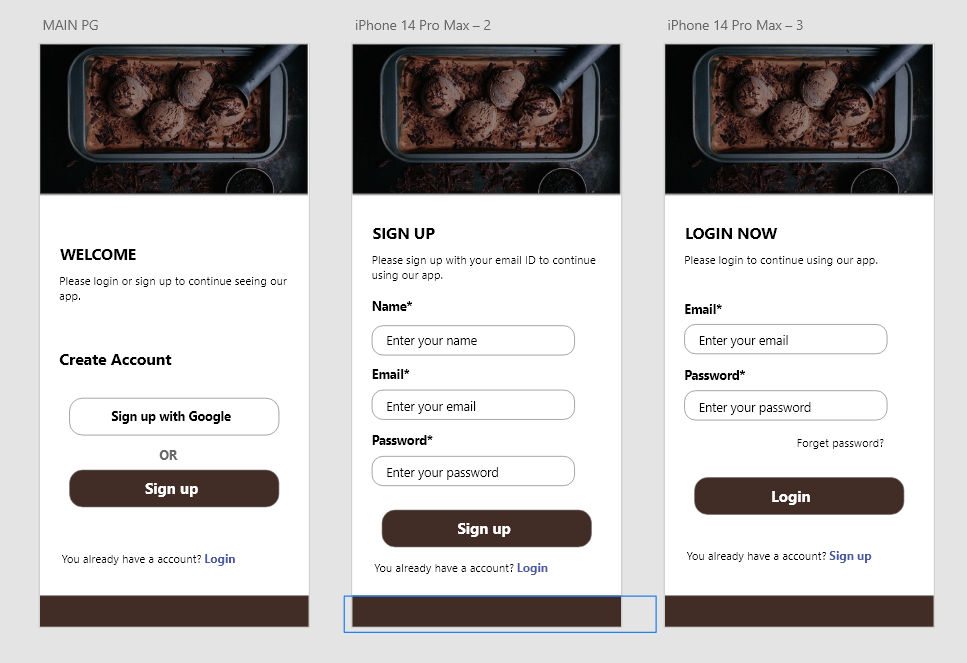 MAIN PG
WELCOME
Please login or sign up to continue seeing our
app.
Create Account
Sign up with Google
OR
Sign up
You already have a account? Login
iPhone 14 Pro Max – 2
SIGN UP
Please sign up with your email ID to continue
using our app.
Name*
Enter your name
Email*
Enter your email
Password*
Enter your password
Sign up
You already have a account? Login
iPhone 14 Pro Max – 3
LOGIN NOW
Please login to continue using our app.
Email*
Enter your email
Password*
Enter your password
Forget password?
Login
You already have a account? Sign up